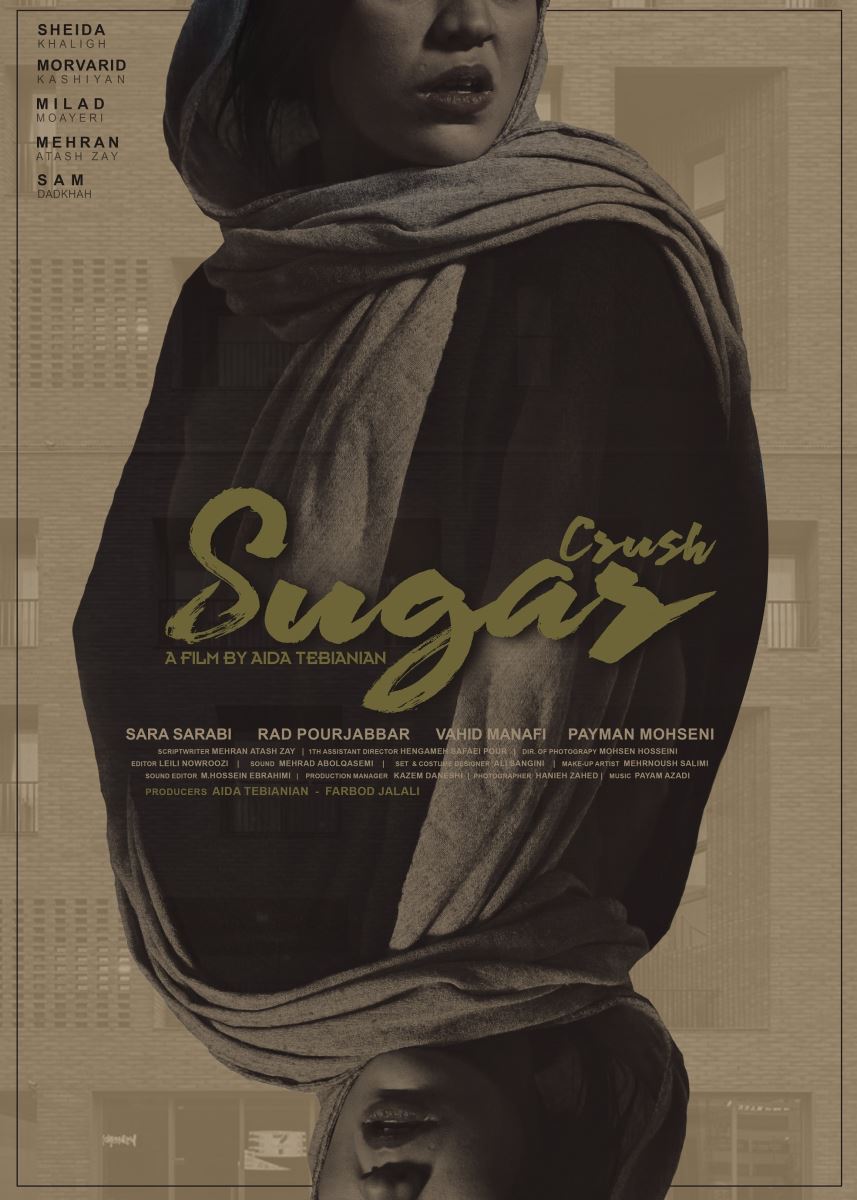 SHEIDA
KHALIGH
MORVARID
KASHIYAN
MILAD
MOAYERI
MEHRAN
ATASH ZAY
SAM
DADKHAH
Crush
Sugar
A FILM BY AIDA TEBIANIAN
SARA SARABI RAD POURJABBAR VAHID MANAFI PAYMAN MOHSENI
SCRIPTWRITER MEHRAN ATASH ZAY | 1TH ASSISTANT DIRECTOR HENGAMEH SAFAEI POUR | DIR. OF PHOTOGRAPY MOHSEN HOSSEINI
EDITOR LEILI NOWROOZI | SOUND MEHRAD ABOLQASEMI | SET & COSTUME DESIGNER ALI SANGINI | MAKE-UP ARTIST MEHRNOUSH SALIMI
SOUND EDITOR M.HOSSEIN EBRAHIMI | PRODUCTION MANAGER KAZEM DANESHI | PHOTOGRAPHER HANIEH ZAHED | MUSIC PAYAM AZADI
PRODUCERS AIDA TEBIANIAN - FARBOD JALALI